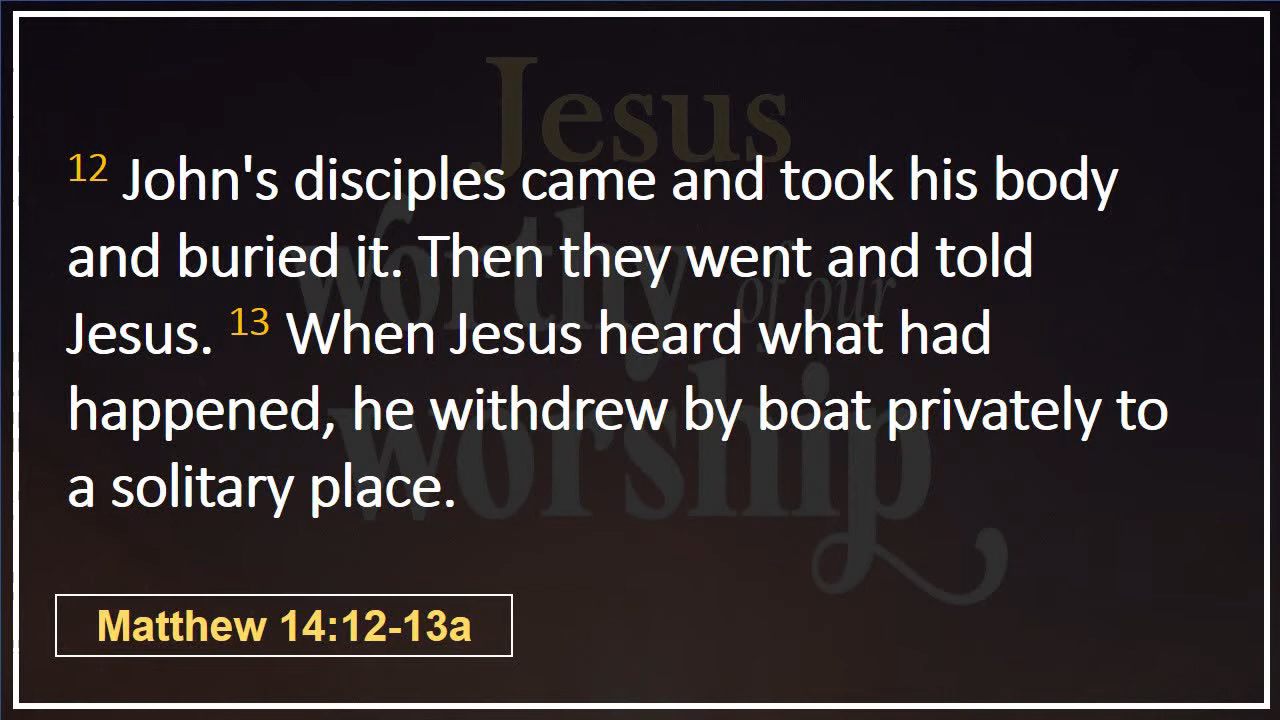 Jesus
worthy of our
worship
12 John's disciples came and took his body
and buried it. Then they went and told
Jesus. 13 When Jesus heard what had
happened, he withdrew by boat privately to
a solitary place.
Matthew 14:12-13a